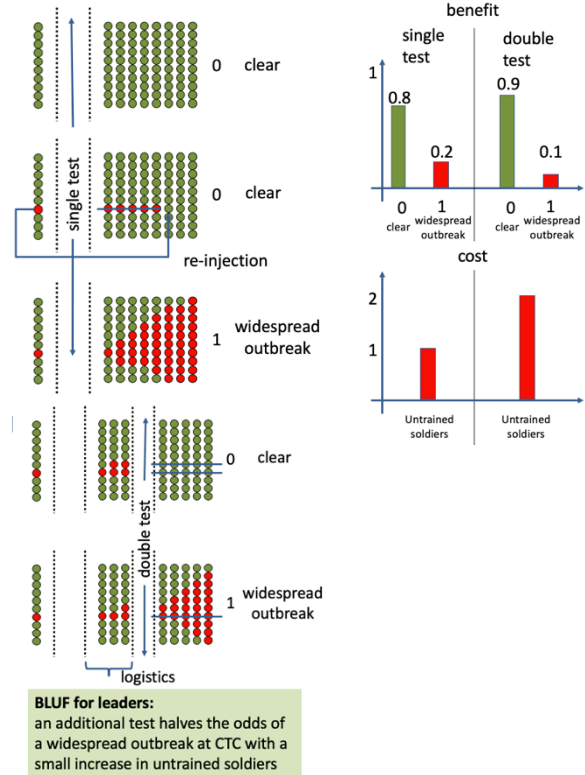 single test
0 clear
0 clear
re-injection
1 widespread
outbreak
double test
0 clear
1 widespread
outbreak
logistics
BLUF for leaders:
an additional test halves the odds of
a widespread outbreak at CTC with a
small increase in untrained soldiers
benefit
single
test
double
test
1
0.8
0.2
0.9
0.1
0 1 0 1
clear widespread
outbreak
clear widespread
outbreak
cost
2
1
Untrained
soldiers
Untrained
soldiers